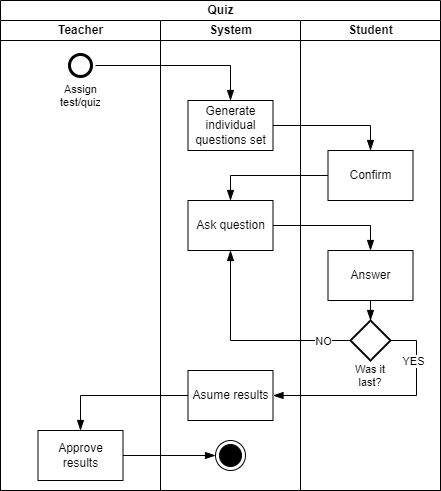 Quiz
Teacher
System
Student
Assign
test/quiz
Generate
individual
questions set
Confirm
Ask question
Answer
NO
Was it
last?
YES
Asume results
Approve
results